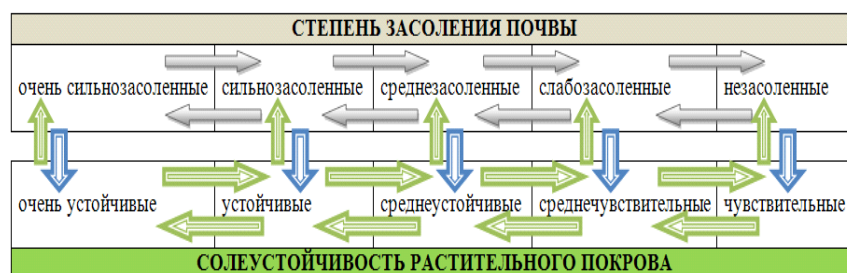 СТЕПЕНЬ ЗАСОЛЕНИЯ ПОЧВЫ
очень сильнозасоленные сильнозасоленные среднезасоленные слабозасоленные незасоленные
очень устойчивые устойчивые среднеустойчивые среднечувствительные чувствительные
СОЛЕУСТОЙЧИВОСТЬ РАСТИТЕЛЬНОГО ПОКРОВА